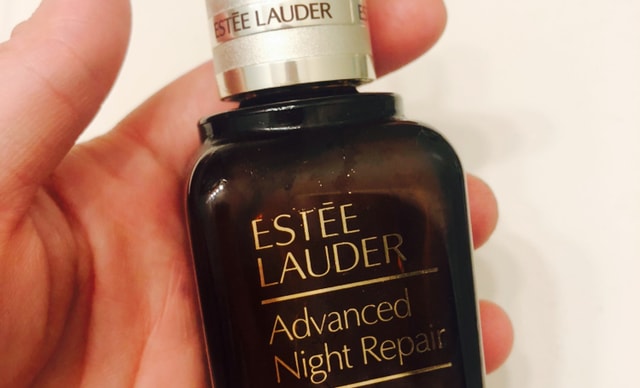 ESTĒE LAUDER
ESTĒE
LAUDER
Advanced
Night Repair